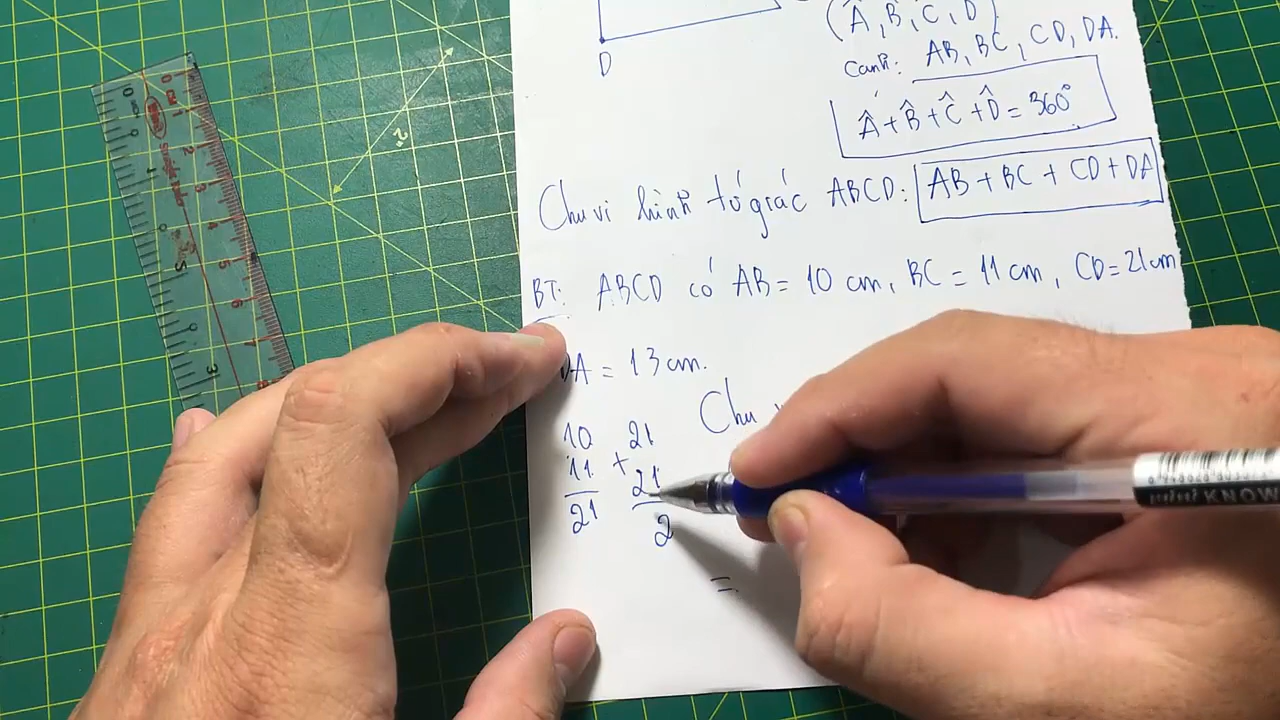 D
(Â, B̂, Ĉ, D̂)
Cạnh: AB, BC, CD, DA.
Â + B̂ + Ĉ + D̂ = 360°
Chu vi hình tứ giác ABCD: AB + BC + CD + DA
BT: ABCD có AB = 10 cm, BC = 11 cm, CD = 21 cm
DA = 13 cm.
Chu
10 21
11 + 21
21 2
=
mini KNOW